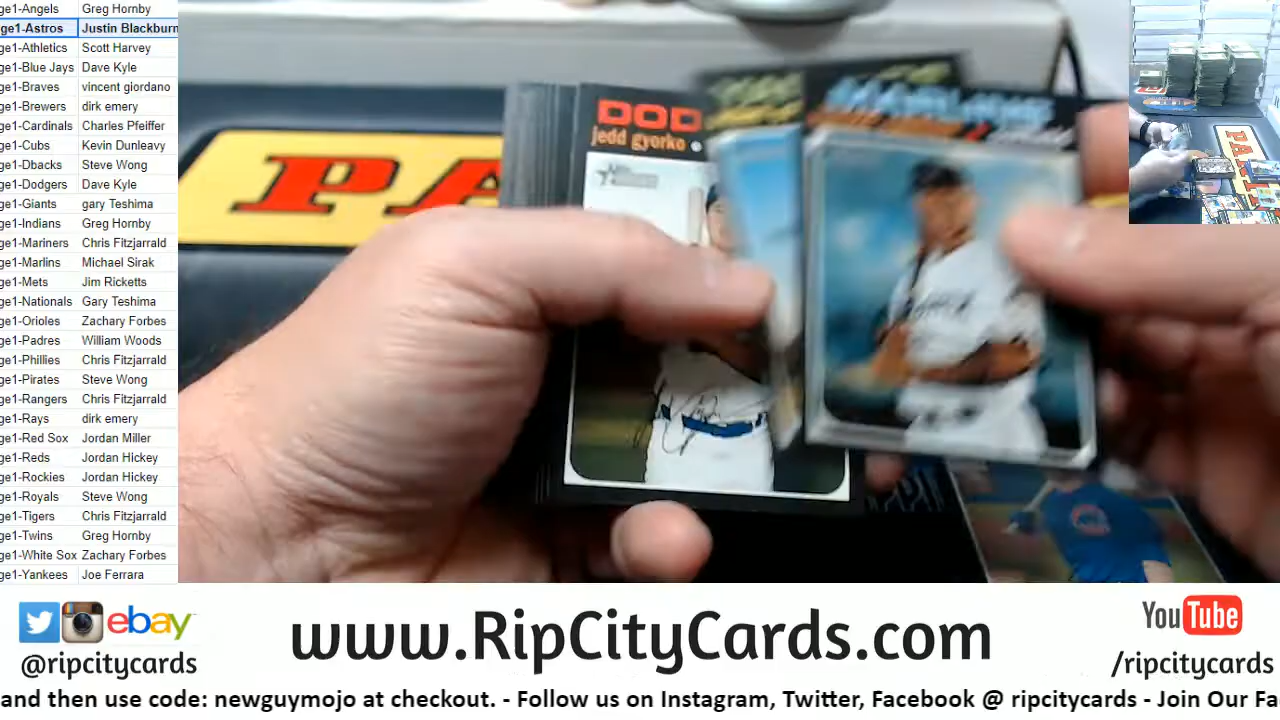 ge1-Angels Greg Hornby
ge1-Astros Justin Blackburn
ge1-Athletics Scott Harvey
ge1-Blue Jays Dave Kyle
ge1-Braves vincent giordano
ge1-Brewers dirk emery
ge1-Cardinals Charles Pfeiffer
ge1-Cubs Kevin Dunleavy
ge1-Dbacks Steve Wong
ge1-Dodgers Dave Kyle
ge1-Giants gary Teshima
ge1-Indians Greg Hornby
ge1-Mariners Chris Fitzjarrald
ge1-Marlins Michael Sirak
ge1-Mets Jim Ricketts
ge1-Nationals Gary Teshima
ge1-Orioles Zachary Forbes
ge1-Padres William Woods
ge1-Phillies Chris Fitzjarrald
ge1-Pirates Steve Wong
ge1-Rangers Chris Fitzjarrald
ge1-Rays dirk emery
ge1-Red Sox Jordan Miller
ge1-Reds Jordan Hickey
ge1-Rockies Jordan Hickey
ge1-Royals Steve Wong
ge1-Tigers Chris Fitzjarrald
ge1-Twins Greg Hornby
ge1-White Sox Zachary Forbes
ge1-Yankees Joe Ferrara
PA
DOD
jedd gyorko
MARLINS
PANI
ebay
@ripcitycards
www.RipCityCards.com
YouTube
/ripcitycards
and then use code: newguymojo at checkout. - Follow us on Instagram, Twitter, Facebook @ ripcitycards - Join Our Fa